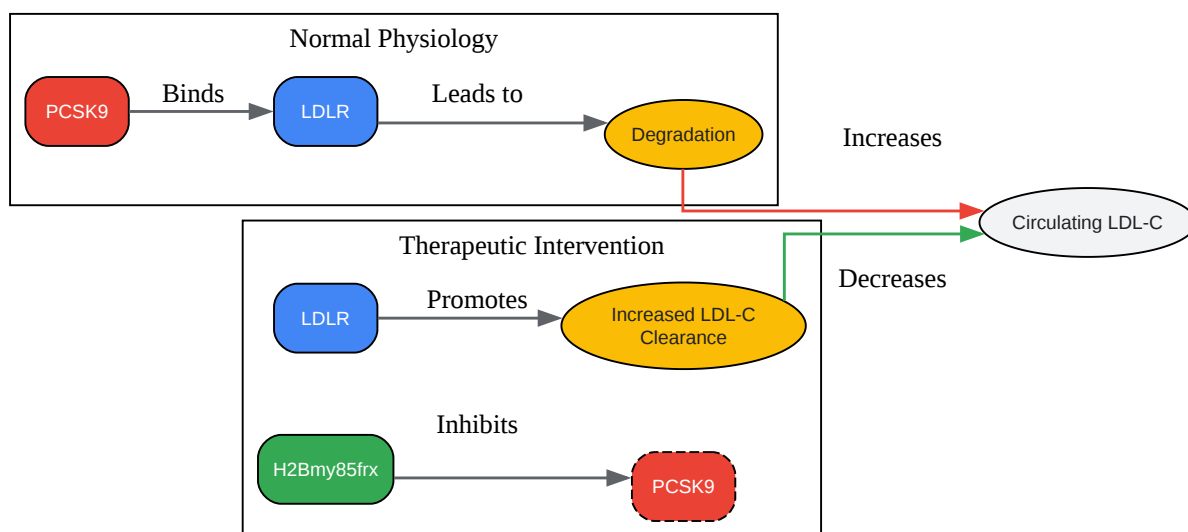 Normal Physiology
PCSK9
Binds
LDLR
Leads to
Degradation
Increases
Circulating LDL-C
Therapeutic Intervention
Decreases
LDLR
Promotes
Increased LDL-C
Clearance
Inhibits
H2Bmy85frx
PCSK9